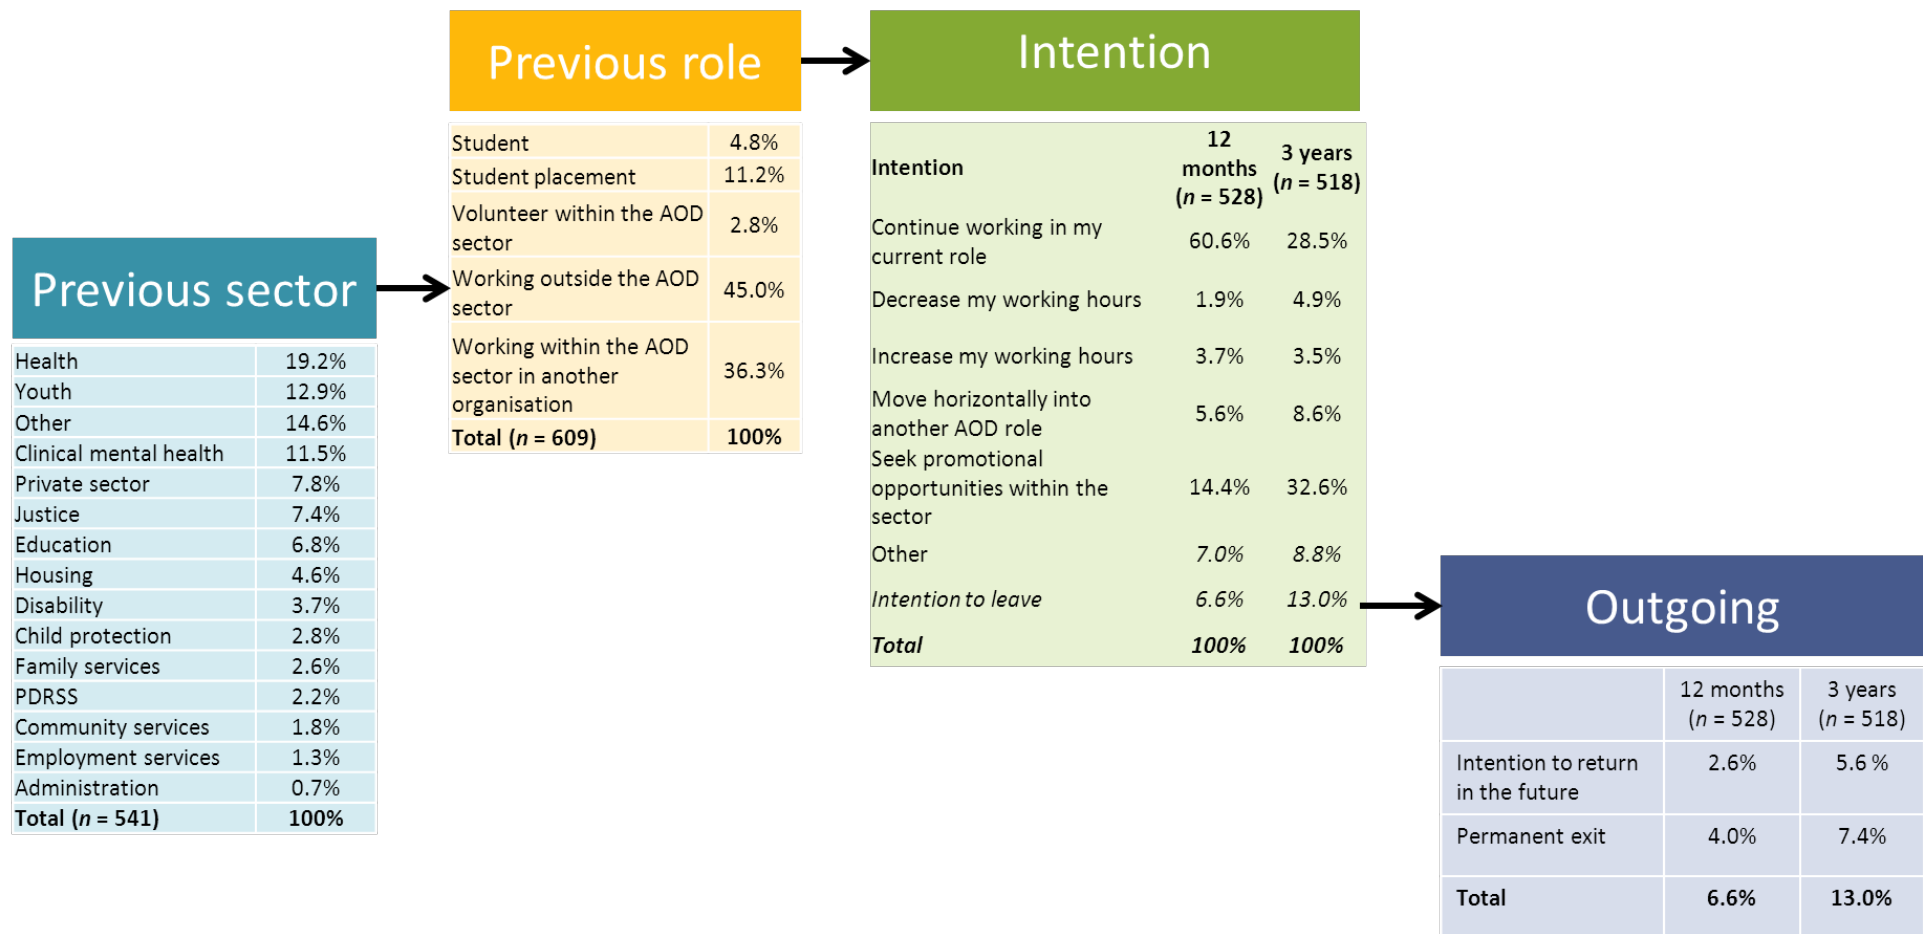 Previous sector
Health 19.2%
Youth 12.9%
Other 14.6%
Clinical mental health 11.5%
Private sector 7.8%
Justice 7.4%
Education 6.8%
Housing 4.6%
Disability 3.7%
Child protection 2.8%
Family services 2.6%
PDRSS 2.2%
Community services 1.8%
Employment services 1.3%
Administration 0.7%
Total (n = 541) 100%
Previous role
Student 4.8%
Student placement 11.2%
Volunteer within the AOD
sector 2.8%
Working outside the AOD
sector 45.0%
Working within the AOD
sector in another 36.3%
organisation
Total (n = 609) 100%
Intention
Intention 12
months
(n = 528) 3 years
(n = 518)
Continue working in my
current role 60.6% 28.5%
Decrease my working hours 1.9% 4.9%
Increase my working hours 3.7% 3.5%
Move horizontally into
another AOD role 5.6% 8.6%
Seek promotional
opportunities within the 14.4% 32.6%
sector
Other 7.0% 8.8%
Intention to leave 6.6% 13.0%
Total 100% 100%
Outgoing
12 months 3 years
(n = 528) (n = 518)
Intention to return 2.6% 5.6 %
in the future
Permanent exit 4.0% 7.4%
Total 6.6% 13.0%